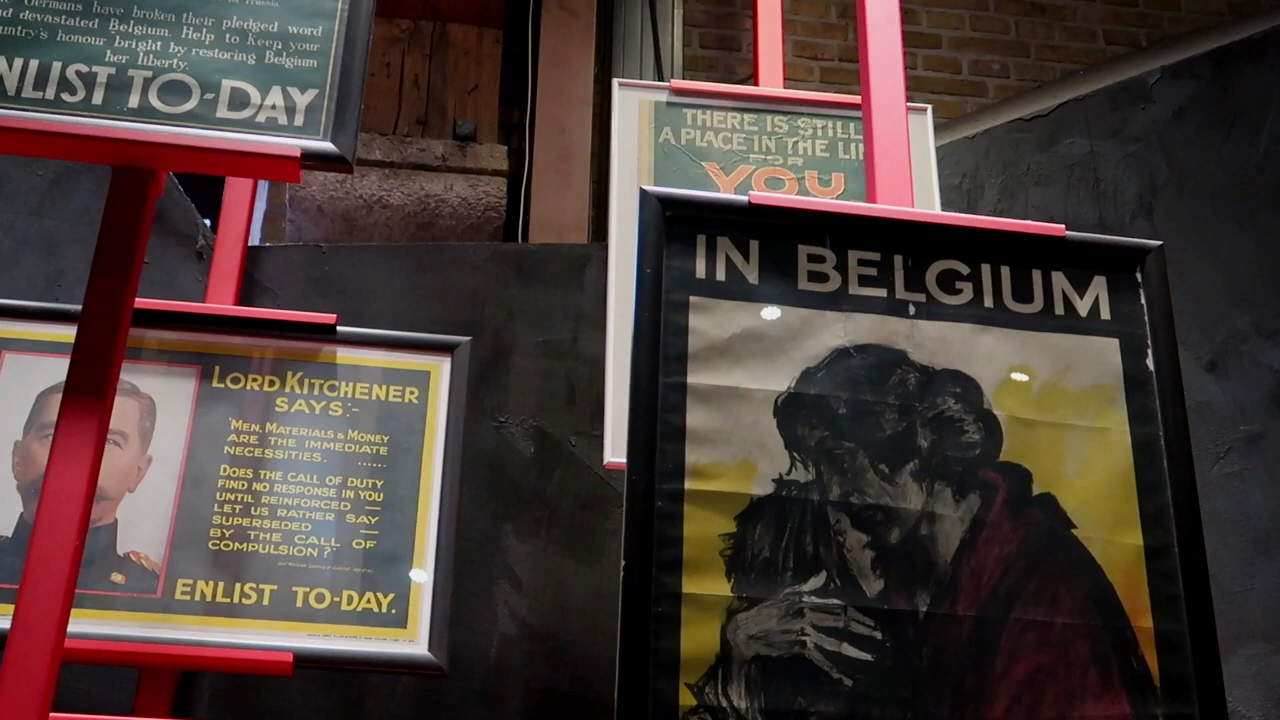 Germans have broken their pledged word
devastated Belgium. Help to keep your
country's honour bright by restoring Belgium
her liberty.
ENLIST TO-DAY
THERE IS STILL
A PLACE IN THE LI
FOR
YOU
IN BELGIUM
LORD KITCHENER
SAYS:-
'MEN, MATERIALS & MONEY
ARE THE IMMEDIATE
NECESSITIES. ......
DOES THE CALL OF DUTY
FIND NO RESPONSE IN YOU
UNTIL REINFORCED —
LET US RATHER SAY
SUPERSEDED —
BY THE CALL OF
COMPULSION?'
ENLIST TO-DAY.